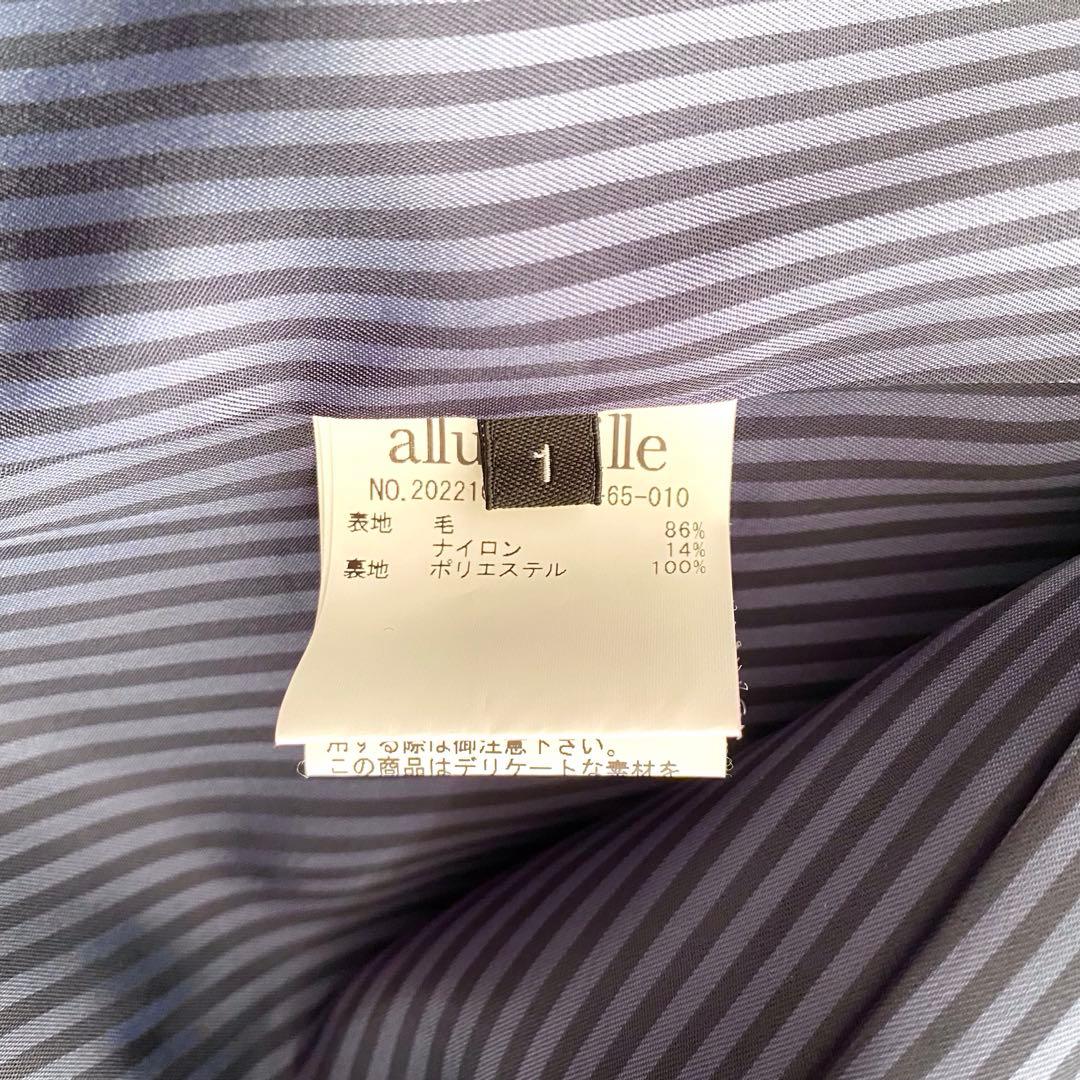 allu lle
1
NO.20221 -65-010
表地 毛 86%
ナイロン 14%
裏地 ポリエステル 100%
用する際は御注意下さい。
この商品はデリケートな素材を